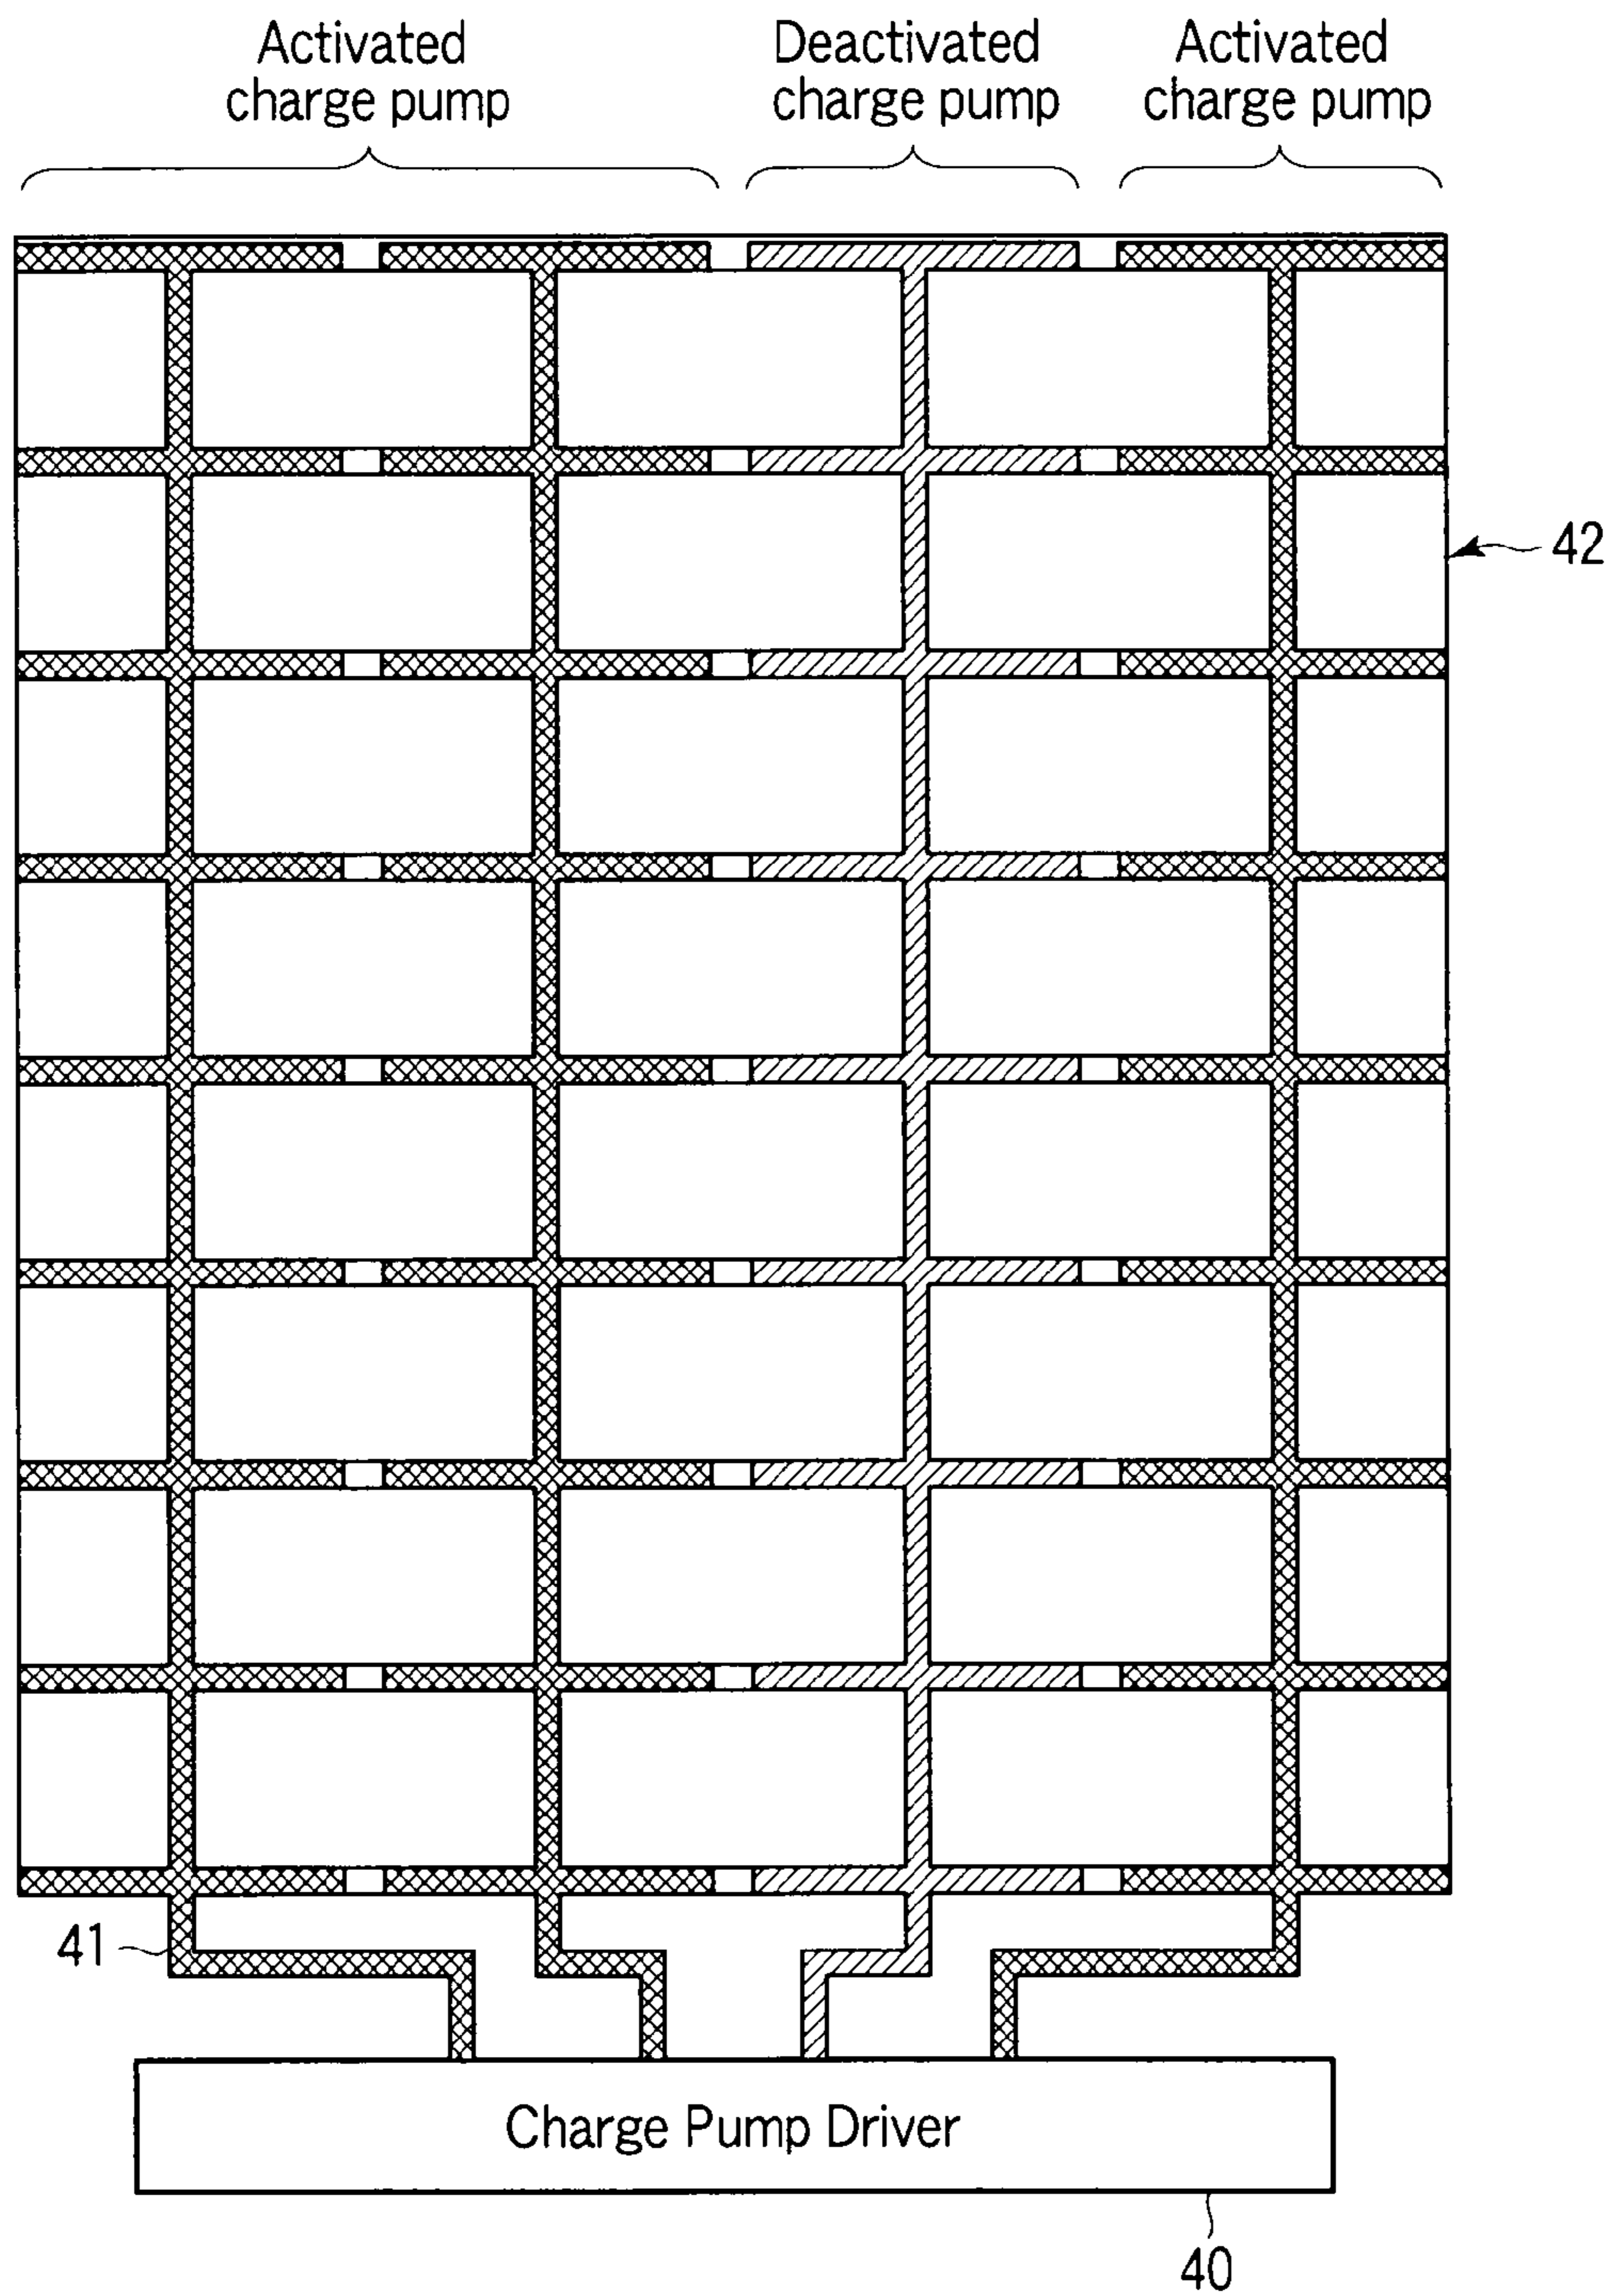 Activated
charge pump
Deactivated
charge pump
Activated
charge pump
42
41
Charge Pump Driver
40